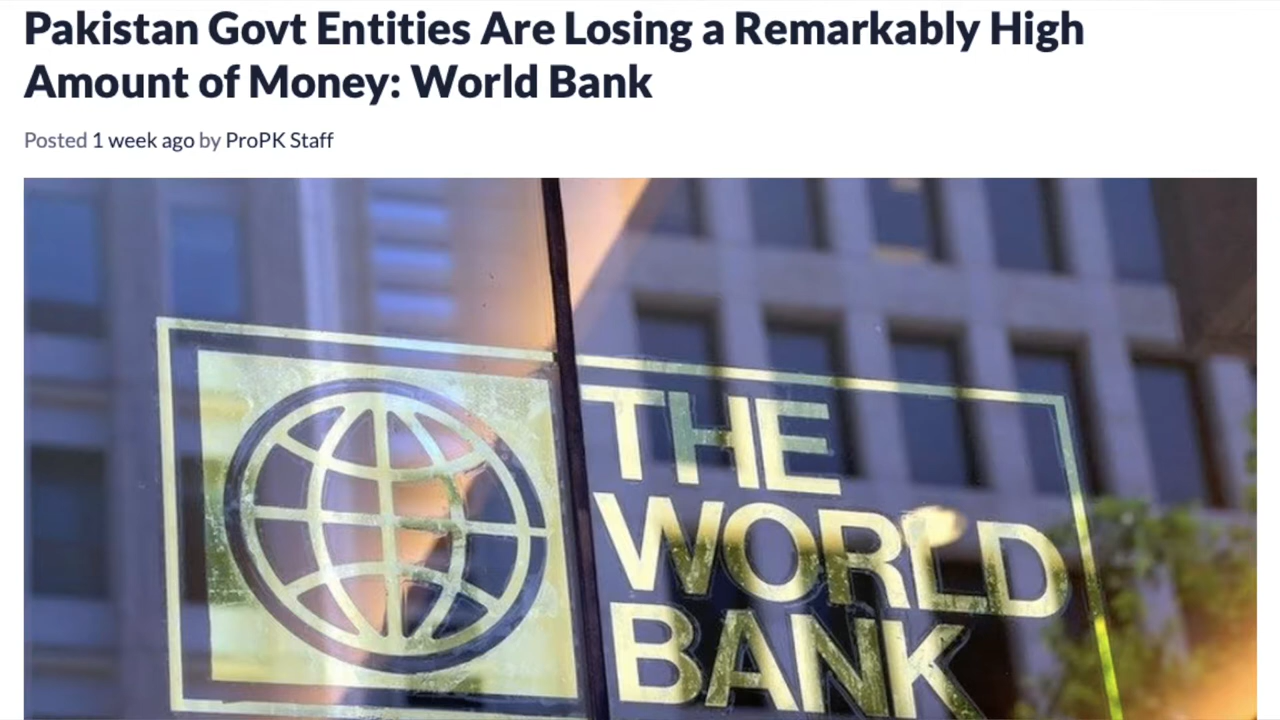 Pakistan Govt Entities Are Losing a Remarkably High
Amount of Money: World Bank
Posted 1 week ago by ProPK Staff
THE
WORLD
BANK